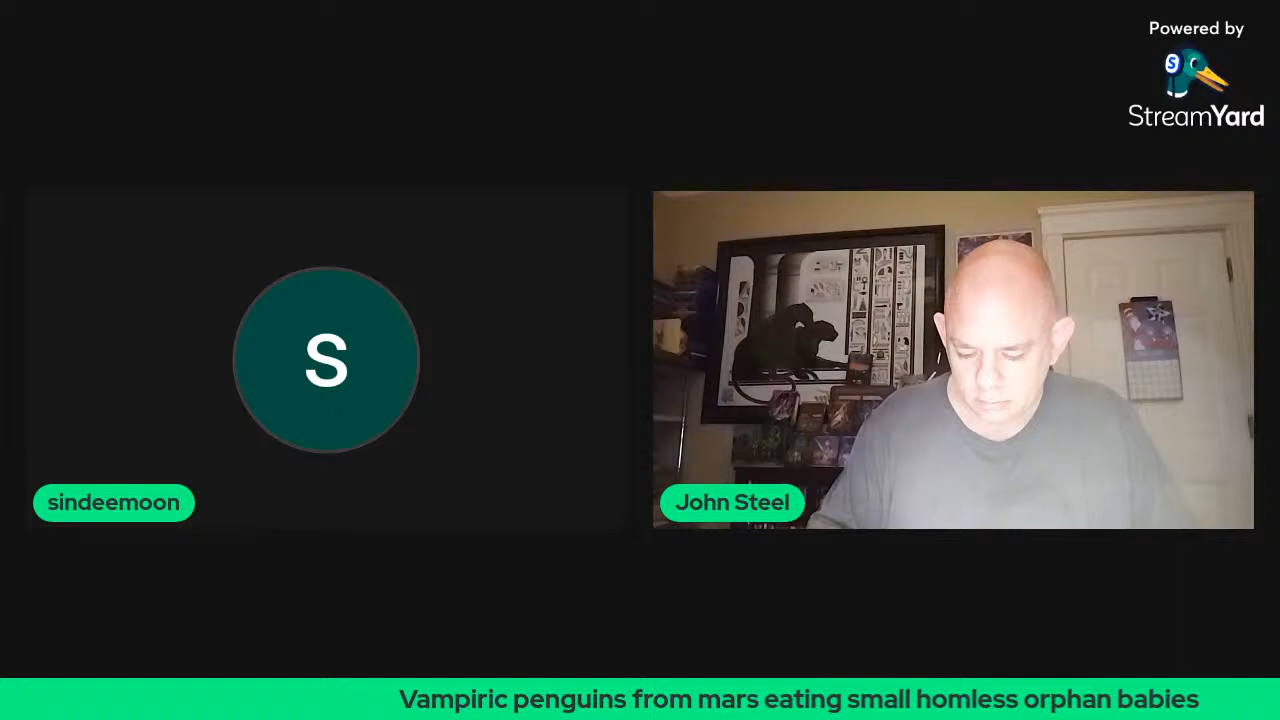 Powered by
S
StreamYard
S
sindeemoon
John Steel
Vampiric penguins from mars eating small homless orphan babies